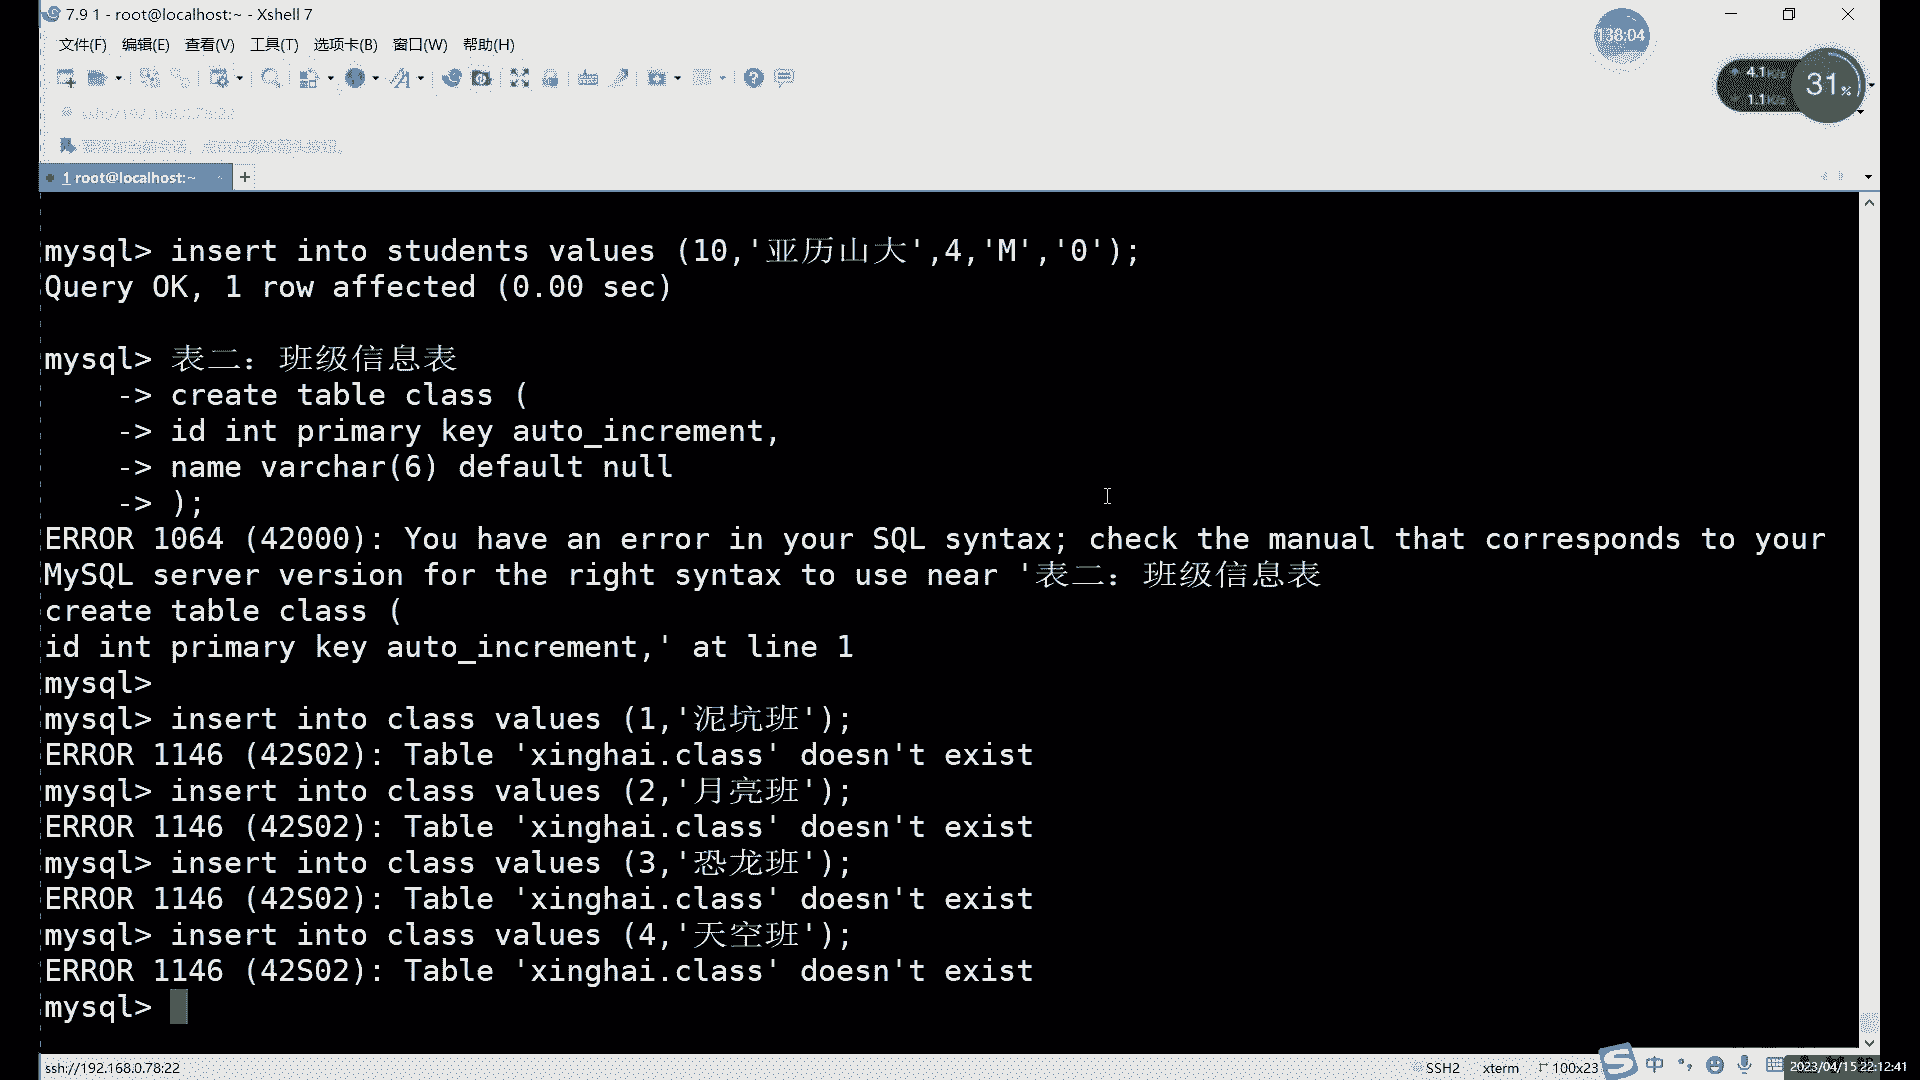 7.9 1 - root@localhost:~ - Xshell 7
138:04
文件(F) 编辑(E) 查看(V) 工具(T) 选项卡(B) 窗口(W) 帮助(H)
4.1K/s
1.1K/s
31%
ssh://192.168.0.78:22
1 root@localhost:~
mysql> insert into students values (10,'亚历山大',4,'M','0');
Query OK, 1 row affected (0.00 sec)
mysql> 表二：班级信息表
-> create table class (
-> id int primary key auto_increment,
-> name varchar(6) default null
-> );
ERROR 1064 (42000): You have an error in your SQL syntax; check the manual that corresponds to your
MySQL server version for the right syntax to use near '表二：班级信息表
create table class (
id int primary key auto_increment,' at line 1
mysql>
mysql> insert into class values (1,'泥坑班');
ERROR 1146 (42S02): Table 'xinghai.class' doesn't exist
mysql> insert into class values (2,'月亮班');
ERROR 1146 (42S02): Table 'xinghai.class' doesn't exist
mysql> insert into class values (3,'恐龙班');
ERROR 1146 (42S02): Table 'xinghai.class' doesn't exist
mysql> insert into class values (4,'天空班');
ERROR 1146 (42S02): Table 'xinghai.class' doesn't exist
mysql>
ssh://192.168.0.78:22 SSH2 xterm 100x23 中 2023/04/15 22:12:41